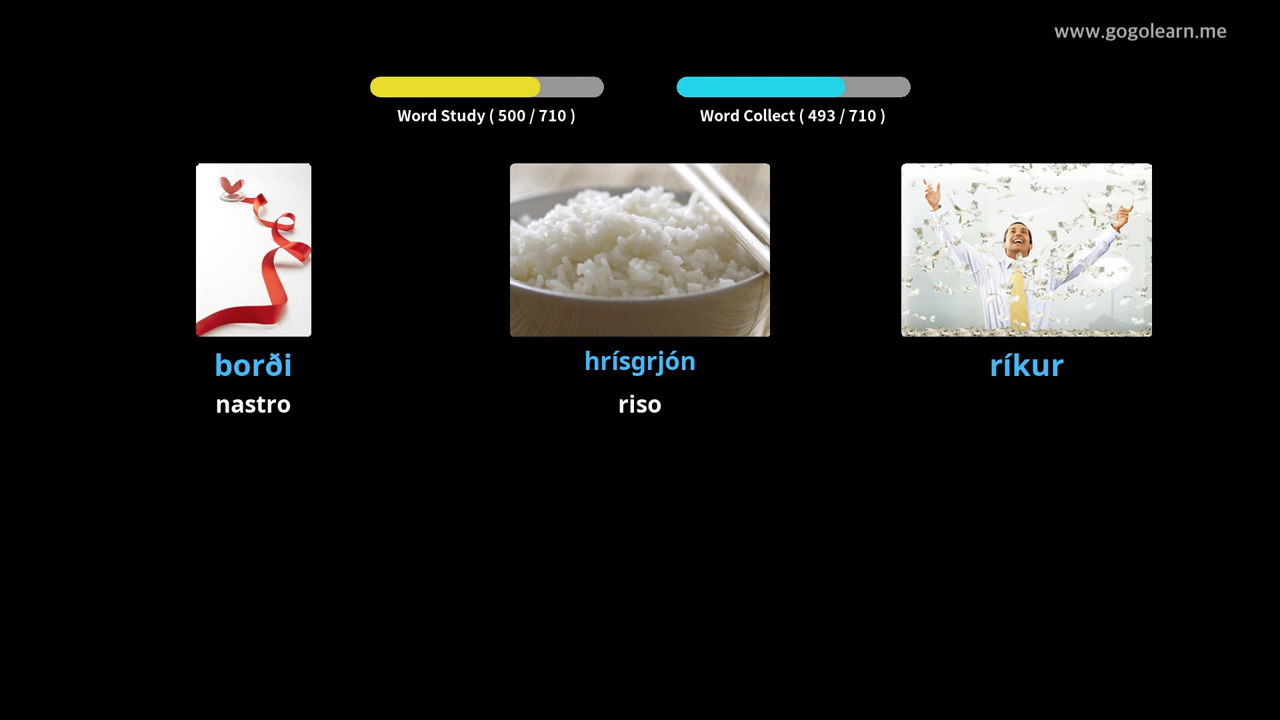 www.gogolearn.me
Word Study ( 500 / 710 )
Word Collect ( 493 / 710 )
borði
nastro
hrísgrjón
riso
ríkur